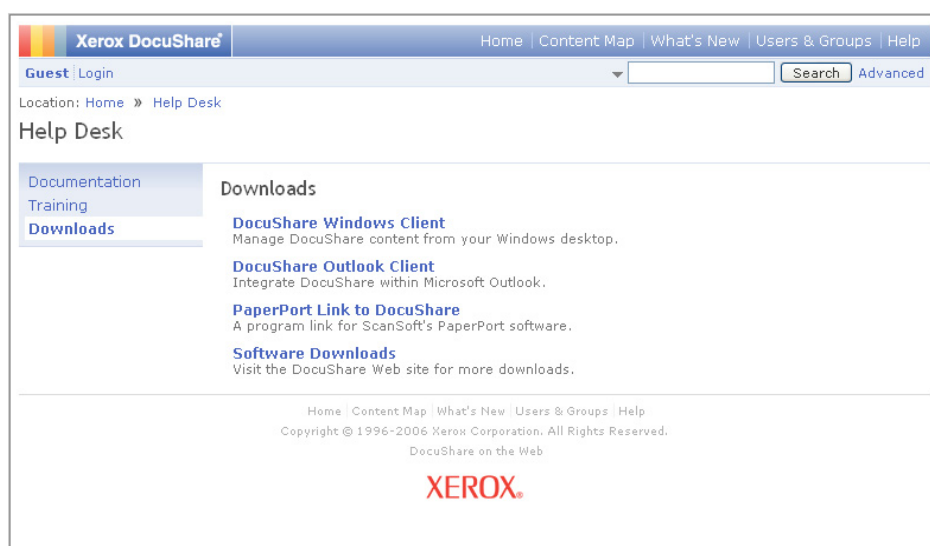 Xerox DocuShare® Home | Content Map | What's New | Users & Groups | Help
Guest | Login Search Advanced
Location: Home » Help Desk
Help Desk
Documentation
Training
Downloads
Downloads
DocuShare Windows Client
Manage DocuShare content from your Windows desktop.
DocuShare Outlook Client
Integrate DocuShare within Microsoft Outlook.
PaperPort Link to DocuShare
A program link for ScanSoft's PaperPort software.
Software Downloads
Visit the DocuShare Web site for more downloads.
Home | Content Map | What's New | Users & Groups | Help
Copyright © 1996-2006 Xerox Corporation. All Rights Reserved.
DocuShare on the Web
XEROX®